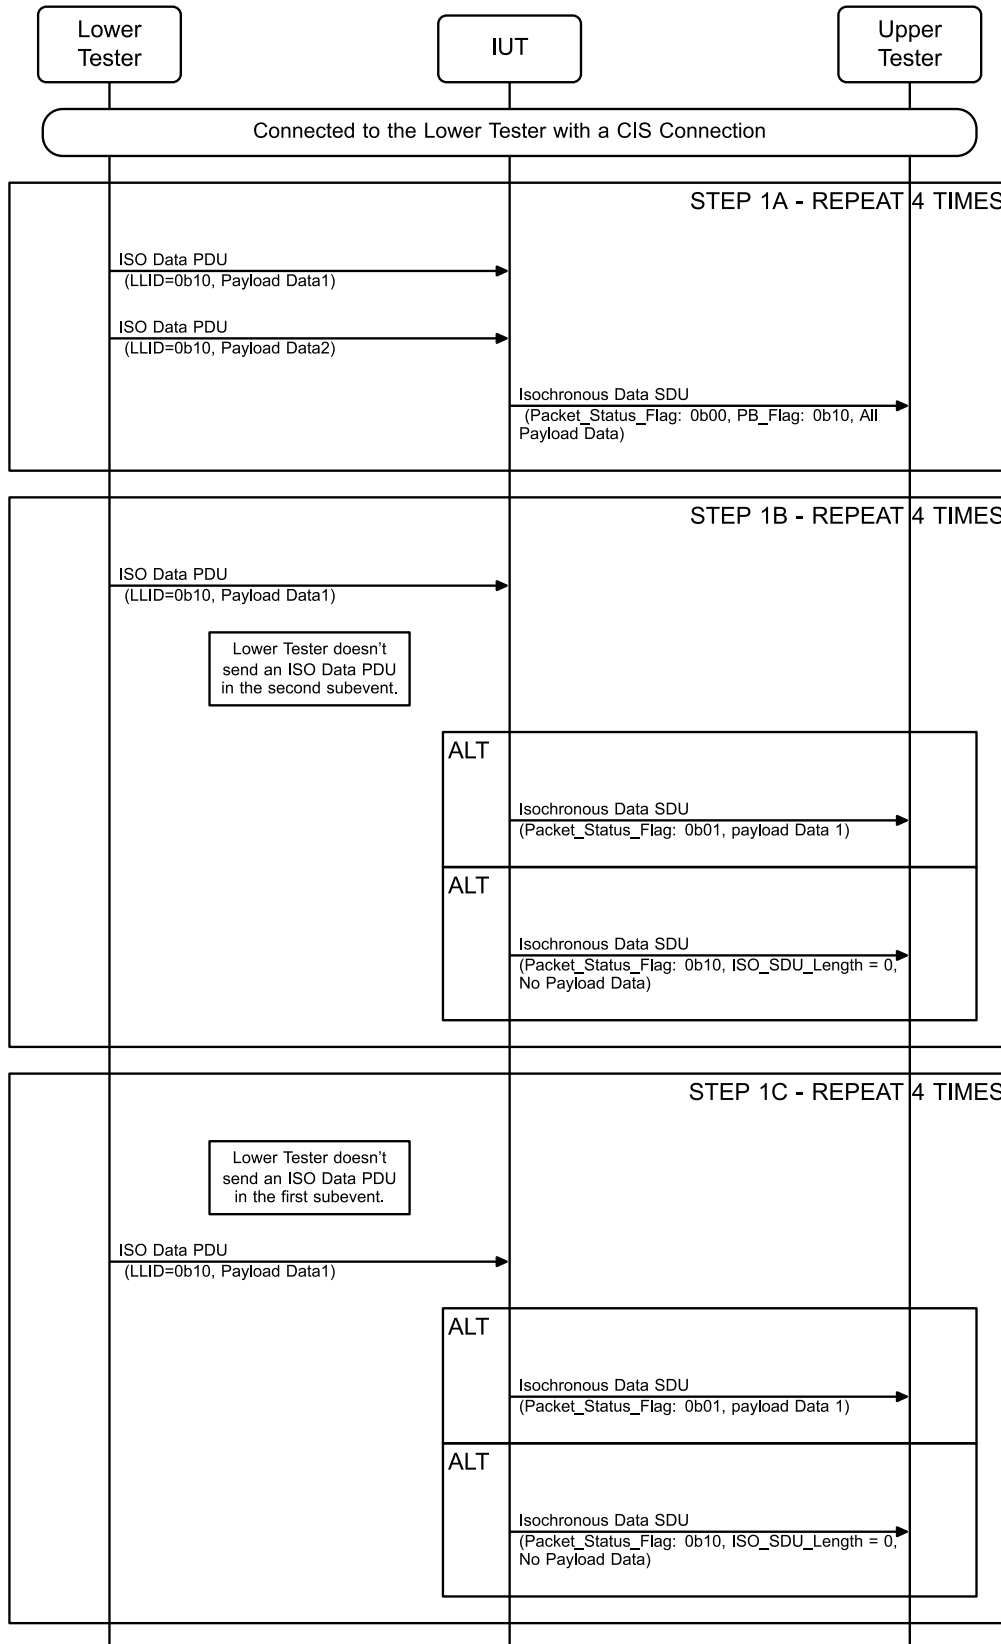 Lower
Tester
IUT
Upper
Tester
Connected to the Lower Tester with a CIS Connection
STEP 1A - REPEAT 4 TIMES
ISO Data PDU
(LLID=0b10, Payload Data1)
ISO Data PDU
(LLID=0b10, Payload Data2)
Isochronous Data SDU
(Packet_Status_Flag: 0b00, PB_Flag: 0b10, All
Payload Data)
STEP 1B - REPEAT 4 TIMES
ISO Data PDU
(LLID=0b10, Payload Data1)
Lower Tester doesn't
send an ISO Data PDU
in the second subevent.
ALT
Isochronous Data SDU
(Packet_Status_Flag: 0b01, payload Data 1)
ALT
Isochronous Data SDU
(Packet_Status_Flag: 0b10, ISO_SDU_Length = 0,
No Payload Data)
STEP 1C - REPEAT 4 TIMES
Lower Tester doesn't
send an ISO Data PDU
in the first subevent.
ISO Data PDU
(LLID=0b10, Payload Data1)
ALT
Isochronous Data SDU
(Packet_Status_Flag: 0b01, payload Data 1)
ALT
Isochronous Data SDU
(Packet_Status_Flag: 0b10, ISO_SDU_Length = 0,
No Payload Data)